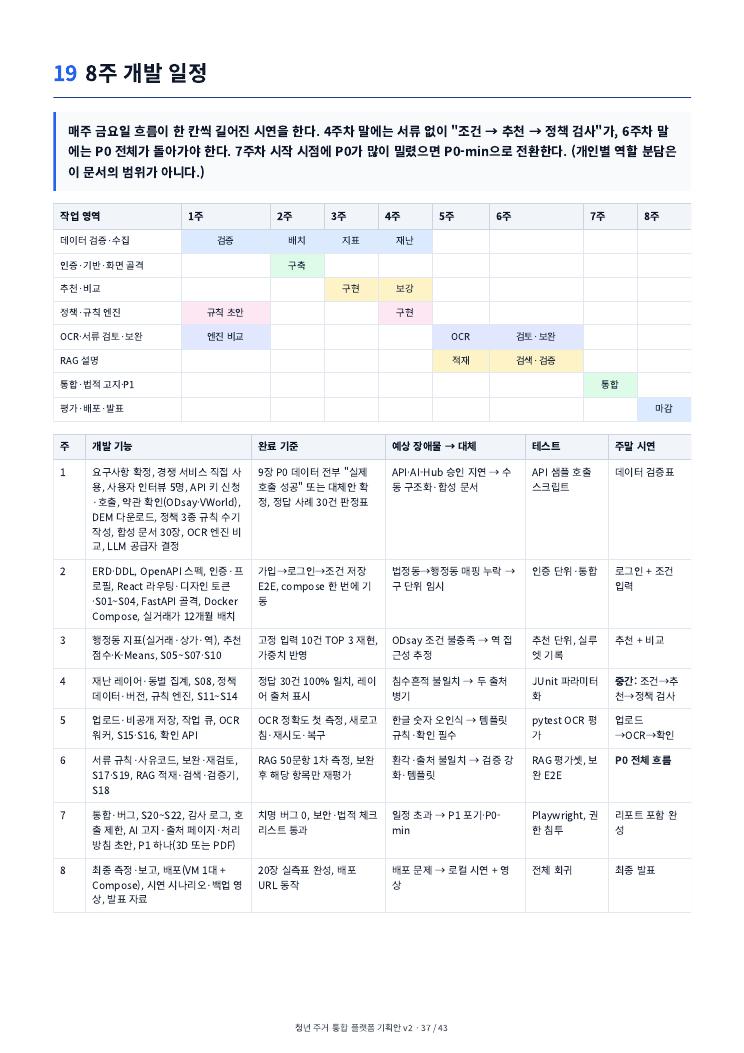 19 8주 개발 일정
매주 금요일 흐름이 한 칸씩 길어진 시연을 한다. 4주차 말에는 서류 없이 "조건 → 추천 → 정책 검사"가, 6주차 말
에는 P0 전체가 돌아가야 한다. 7주차 시작 시점에 P0가 많이 밀렸으면 P0-min으로 전환한다. (개인별 역할 분담은
이 문서의 범위가 아니다.)
작업 영역 1주 2주 3주 4주 5주 6주 7주 8주
데이터 검증·수집 검증 배치 지표 재난
인증·기반·화면 골격 구축
추천·비교 구현 보강
정책·규칙 엔진 규칙 초안 구현
OCR·서류 검토·보완 엔진 비교 OCR 검토·보완
RAG 설명 적재 검색·검증
통합·법적 고지·P1 통합
평가·배포·발표 마감
주 개발 기능 완료 기준 예상 장애물 → 대체 테스트 주말 시연
1 요구사항 확정, 경쟁 서비스 직접 사 9장 P0 데이터 전부 "실제 API·AI-Hub 승인 지연 → 수 API 샘플 호출 데이터 검증표
용, 사용자 인터뷰 5명, API 키 신청 호출 성공" 또는 대체안 확 동 구조화·합성 문서 스크립트
·호출, 약관 확인(ODsay·VWorld), 정, 정답 사례 30건 판정표
DEM 다운로드, 정책 3종 규칙 수기
작성, 합성 문서 30장, OCR 엔진 비
교, LLM 공급자 결정
2 ERD·DDL, OpenAPI 스펙, 인증·프 가입→로그인→조건 저장 법정동→행정동 매핑 누락 → 인증 단위·통합 로그인 + 조건
로필, React 라우팅·디자인 토큰 E2E, compose 한 번에 기 구 단위 임시 입력
·S01~S04, FastAPI 골격, Docker 동
Compose, 실거래가 12개월 배치
3 행정동 지표(실거래·상가·역), 추천 고정 입력 10건 TOP 3 재현, ODsay 조건 불충족 → 역 접 추천 단위, 실루 추천 + 비교
점수·K-Means, S05~S07·S10 가중치 반영 근성 추정 엣 기록
4 재난 레이어·동별 집계, S08, 정책 정답 30건 100% 일치, 레이 침수흔적 불일치 → 두 출처 JUnit 파라미터 중간: 조건→추
데이터·버전, 규칙 엔진, S11~S14 어 출처 표시 병기 화 천→정책 검사
5 업로드·비공개 저장, 작업 큐, OCR OCR 정확도 첫 측정, 새로고 한글 숫자 오인식 → 템플릿 pytest OCR 평 업로드
워커, S15·S16, 확인 API 침·재시도·복구 규칙·확인 필수 가 →OCR→확인
6 서류 규칙·사유코드, 보완·재검토, RAG 50문항 1차 측정, 보완 환각·출처 불일치 → 검증 강 RAG 평가셋, 보 P0 전체 흐름
S17·S19, RAG 적재·검색·검증기, 후 해당 항목만 재평가 화·템플릿 완 E2E
S18
7 통합·버그, S20~S22, 감사 로그, 호 치명 버그 0, 보안·법적 체크 일정 초과 → P1 포기·P0- Playwright, 권 리포트 포함 완
출 제한, AI 고지·출처 페이지·처리 리스트 통과 min 한 침투 성
방침 초안, P1 하나(3D 또는 PDF)
8 최종 측정·보고, 배포(VM 1대 + 20장 실측표 완성, 배포 배포 문제 → 로컬 시연 + 영 전체 회귀 최종 발표
Compose), 시연 시나리오·백업 영 URL 동작 상
상, 발표 자료
청년 주거 통합 플랫폼 기획안 v2 · 37 / 43